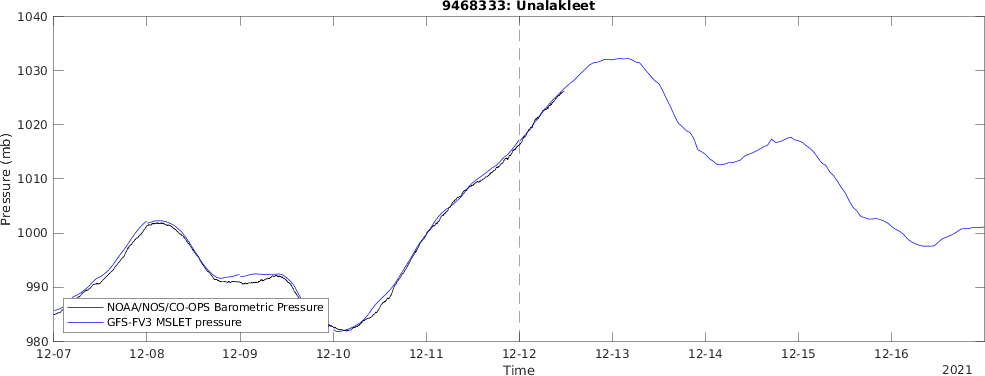 9468333: Unalakleet
Pressure (mb)
1040
1030
1020
1010
1000
990
980
NOAA/NOS/CO-OPS Barometric Pressure
GFS-FV3 MSLET pressure
12-07 12-08 12-09 12-10 12-11 12-12 12-13 12-14 12-15 12-16
Time
2021